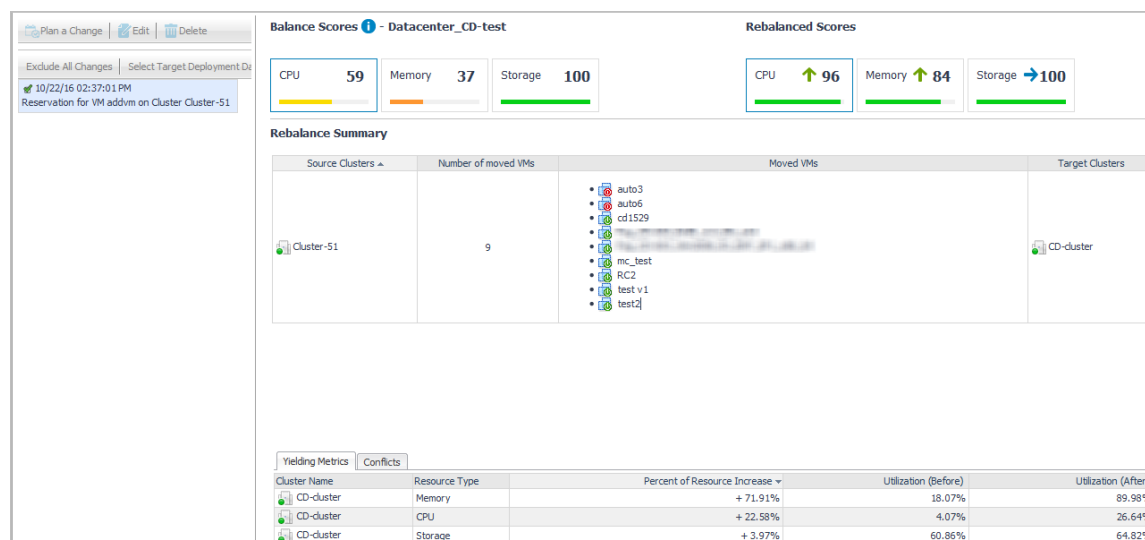 Plan a Change Edit Delete
Exclude All Changes Select Target Deployment Da
10/22/16 02:37:01 PM
Reservation for VM addvm on Cluster Cluster-51
Balance Scores i - Datacenter_CD-test
CPU 59 Memory 37 Storage 100
Rebalanced Scores
CPU 96 Memory 84 Storage 100
Rebalance Summary
Source Clusters Number of moved VMs Moved VMs Target Clusters
Cluster-51 9 CD-cluster
auto3
auto6
cd1529
mc_test
RC2
test v1
test2
Yielding Metrics Conflicts
Cluster Name Resource Type Percent of Resource Increase Utilization (Before) Utilization (After
CD-cluster Memory + 71.91% 18.07% 89.98%
CD-cluster CPU + 22.58% 4.07% 26.64%
CD-cluster Storage + 3.97% 60.86% 64.82%